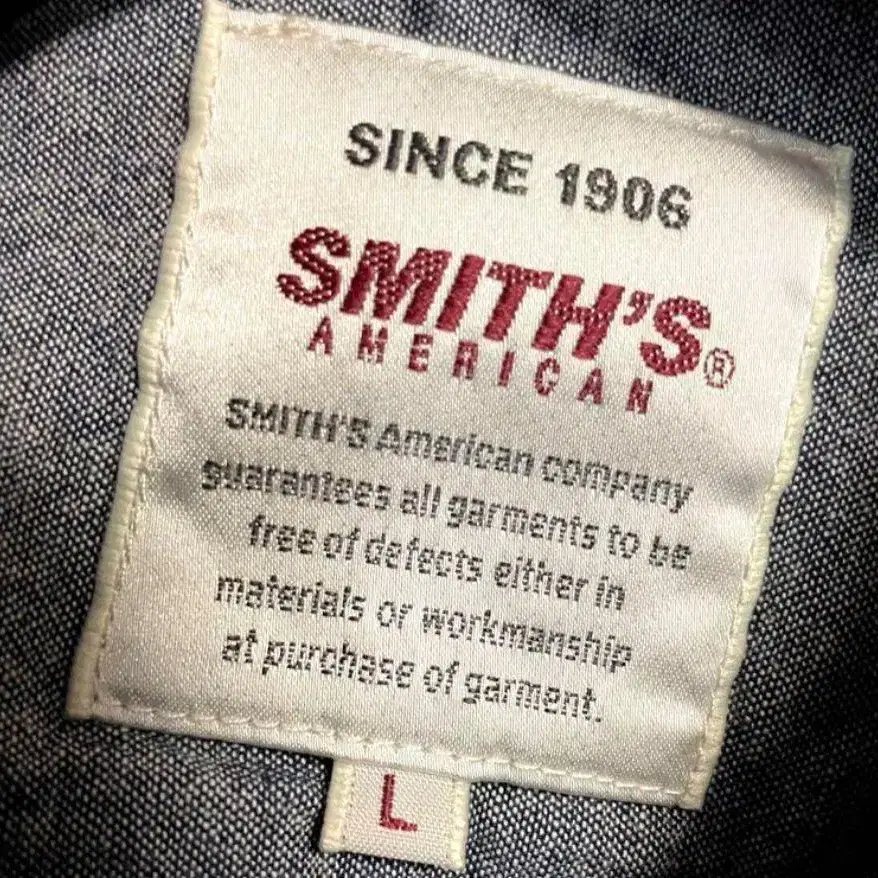 SINCE 1906
SMITH'S®
AMERICAN
SMITH'S American company
guarantees all garments to be
free of defects either in
materials or workmanship
at purchase of garment.
L